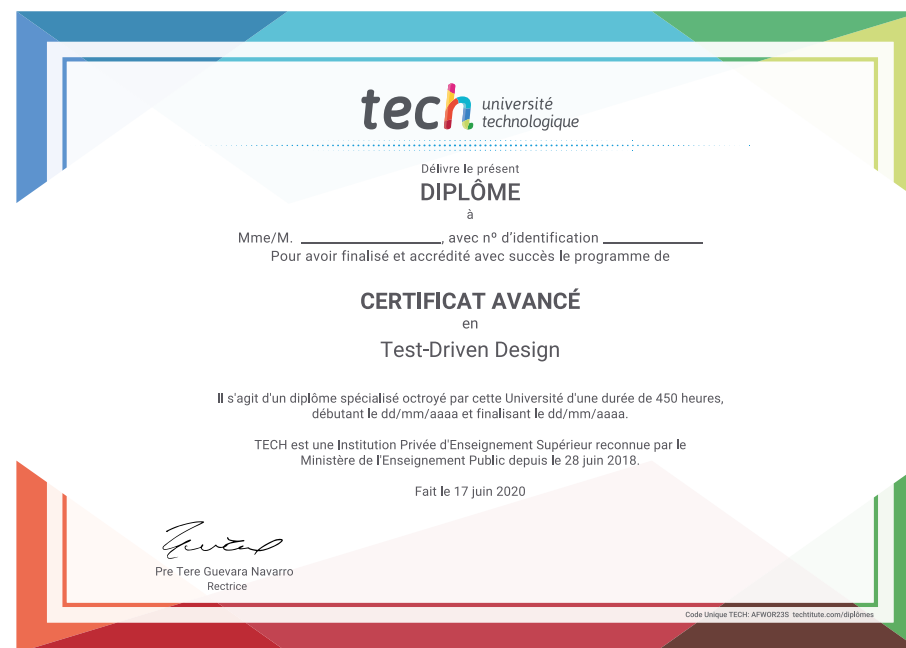 tech université
technologique
Délivre le présent
DIPLÔME
à
Mme/M. ____________________, avec nº d'identification ______________
Pour avoir finalisé et accrédité avec succès le programme de
CERTIFICAT AVANCÉ
en
Test-Driven Design
Il s'agit d'un diplôme spécialisé octroyé par cette Université d'une durée de 450 heures,
débutant le dd/mm/aaaa et finalisant le dd/mm/aaaa.
TECH est une Institution Privée d'Enseignement Supérieur reconnue par le
Ministère de l'Enseignement Public depuis le 28 juin 2018.
Fait le 17 juin 2020
Pre Tere Guevara Navarro
Rectrice
Code Unique TECH: AFWOR23S techtitute.com/diplômes